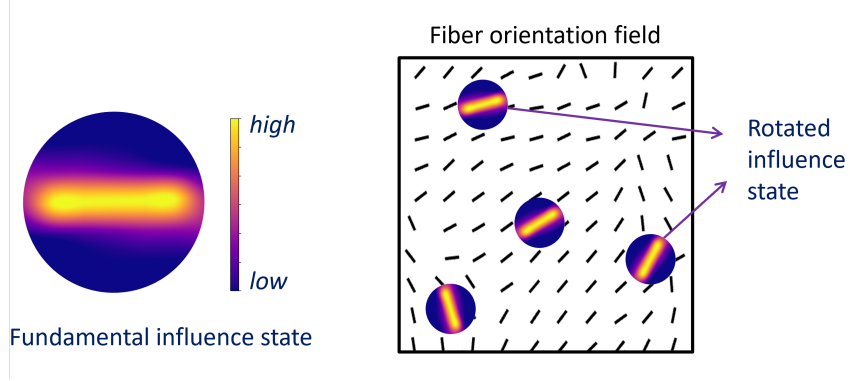 Fiber orientation field
high
low
Fundamental influence state
Rotated
influence
state